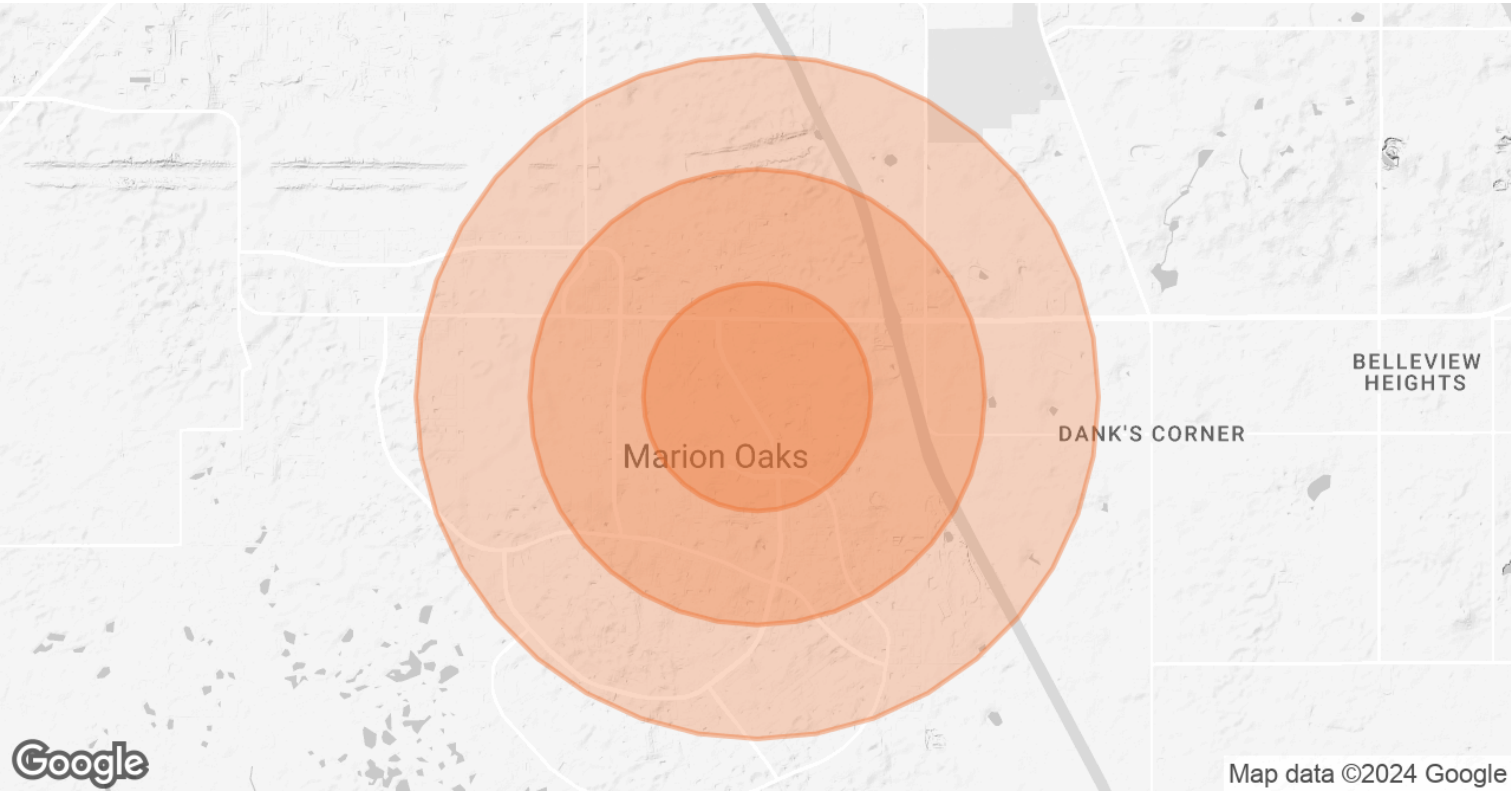 BELLEVIEW
HEIGHTS
DANK'S CORNER
Marion Oaks
Google
Map data ©2024 Google